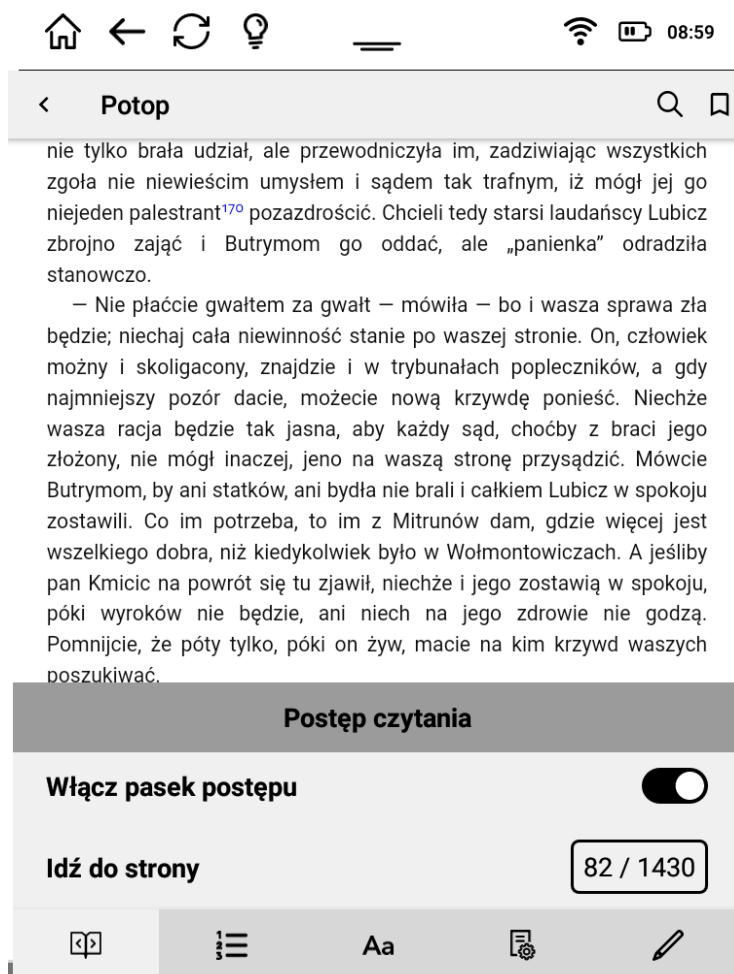 08:59
Potop
nie tylko brała udział, ale przewodniczyła im, zadziwiając wszystkich
zgoła nie niewieścim umysłem i sądem tak trafnym, iż mógł jej go
niejeden palestrant170 pozazdrościć. Chcieli tedy starsi laudańscy Lubicz
zbrojno zająć i Butrymom go oddać, ale „panienka” odradziła
stanowczo.
— Nie płaćcie gwałtem za gwałt — mówiła — bo i wasza sprawa zła
będzie; niechaj cała niewinność stanie po waszej stronie. On, człowiek
możny i skoligacony, znajdzie i w trybunałach popleczników, a gdy
najmniejszy pozór dacie, możecie nową krzywdę ponieść. Niechże
wasza racja będzie tak jasna, aby każdy sąd, choćby z braci jego
złożony, nie mógł inaczej, jeno na waszą stronę przysądzić. Mówcie
Butrymom, by ani statków, ani bydła nie brali i całkiem Lubicz w spokoju
zostawili. Co im potrzeba, to im z Mitrunów dam, gdzie więcej jest
wszelkiego dobra, niż kiedykolwiek było w Wołmontowiczach. A jeśliby
pan Kmicic na powrót się tu zjawił, niechże i jego zostawią w spokoju,
póki wyroków nie będzie, ani niech na jego zdrowie nie godzą.
Pomnijcie, że póty tylko, póki on żyw, macie na kim krzywd waszych
poszukiwać.
Postęp czytania
Włącz pasek postępu
Idź do strony
82 / 1430
1
2
3
Aa